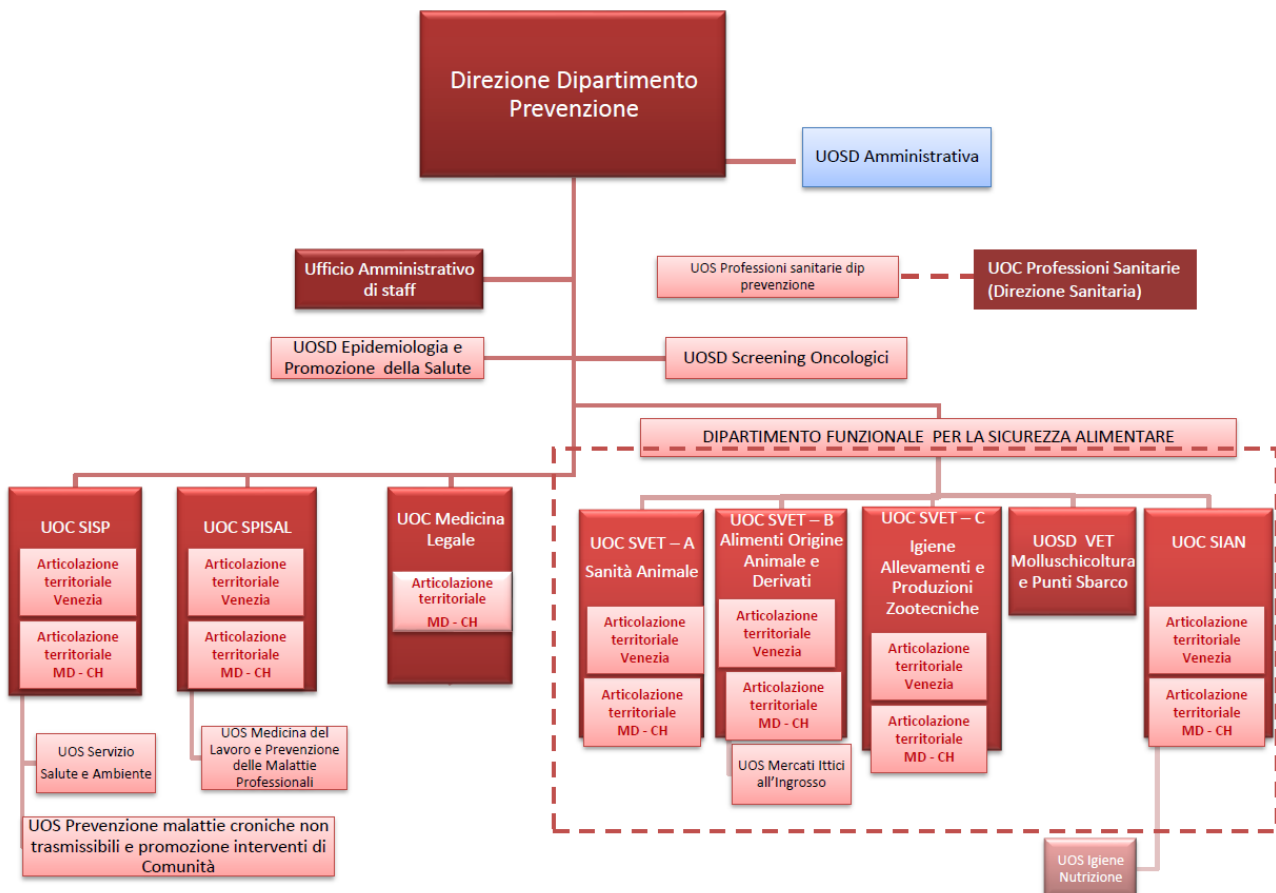 Direzione Dipartimento
Prevenzione
UOSD Amministrativa
Ufficio Amministrativo
di staff
UOS Professioni sanitarie dip
prevenzione
UOC Professioni Sanitarie
(Direzione Sanitaria)
UOSD Epidemiologia e
Promozione della Salute
UOSD Screening Oncologici
DIPARTIMENTO FUNZIONALE PER LA SICUREZZA ALIMENTARE
UOC SISP
Articolazione
territoriale
Venezia
Articolazione
territoriale
MD - CH
UOC SPISAL
Articolazione
territoriale
Venezia
Articolazione
territoriale
MD - CH
UOC Medicina
Legale
Articolazione
territoriale
MD - CH
UOC SVET – A
Sanità Animale
Articolazione
territoriale
Venezia
Articolazione
territoriale
MD - CH
UOC SVET – B
Alimenti Origine
Animale e
Derivati
Articolazione
territoriale
Venezia
Articolazione
territoriale
MD - CH
UOC SVET – C
Igiene
Allevamenti e
Produzioni
Zootecniche
Articolazione
territoriale
Venezia
Articolazione
territoriale
MD - CH
UOSD VET
Molluschicoltura
e Punti Sbarco
UOC SIAN
Articolazione
territoriale
Venezia
Articolazione
territoriale
MD - CH
UOS Servizio
Salute e Ambiente
UOS Medicina del
Lavoro e Prevenzione
delle Malattie
Professionali
UOS Mercati Ittici
all'Ingrosso
UOS Prevenzione malattie croniche non
trasmissibili e promozione interventi di
Comunità
UOS Igiene
Nutrizione